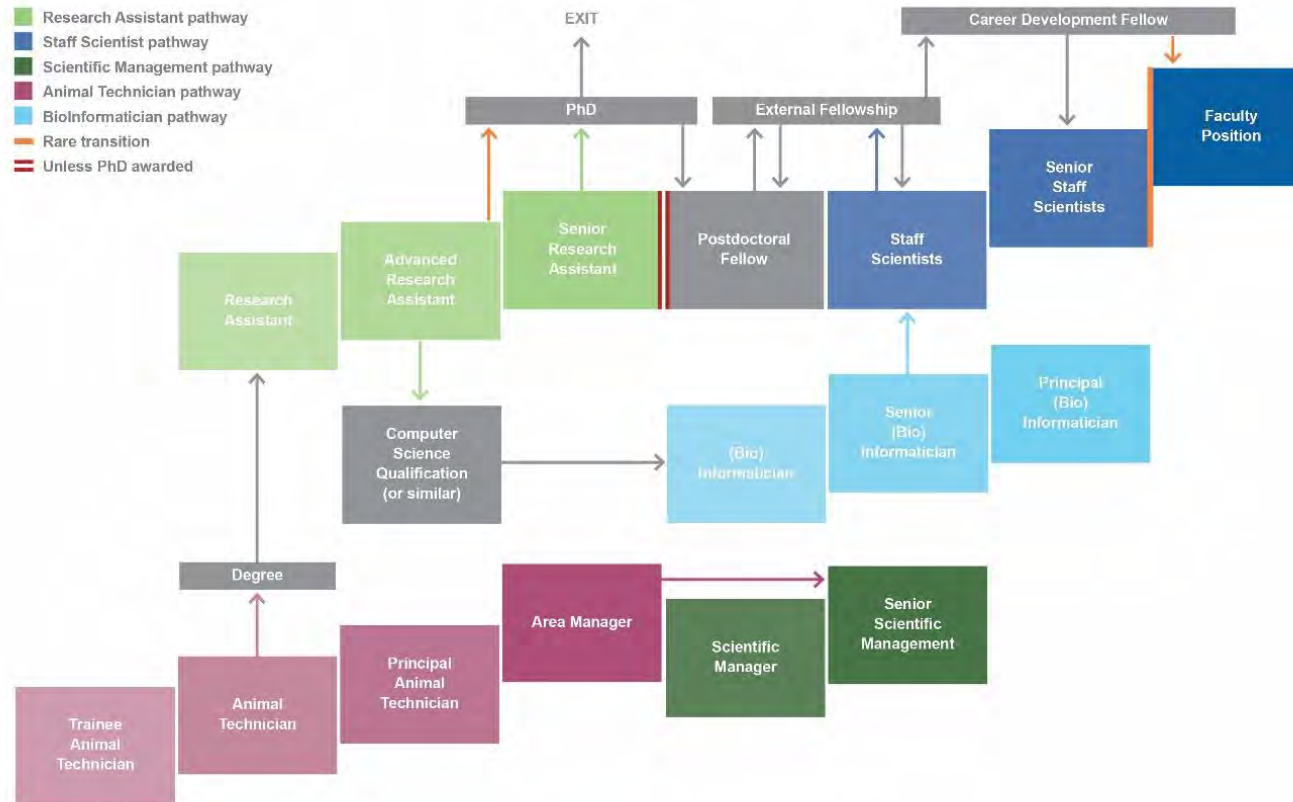 Research Assistant pathway
Staff Scientist pathway
Scientific Management pathway
Animal Technician pathway
BioInformatician pathway
Rare transition
Unless PhD awarded
EXIT
Career Development Fellow
PhD
External Fellowship
Faculty
Position
Senior
Staff
Scientists
Senior
Research
Assistant
Postdoctoral
Fellow
Staff
Scientists
Advanced
Research
Assistant
Research
Assistant
Computer
Science
Qualification
(or similar)
(Bio)
Informatician
Senior
(Bio)
Informatician
Principal
(Bio)
Informatician
Degree
Area Manager
Scientific
Manager
Senior
Scientific
Management
Principal
Animal
Technician
Animal
Technician
Trainee
Animal
Technician